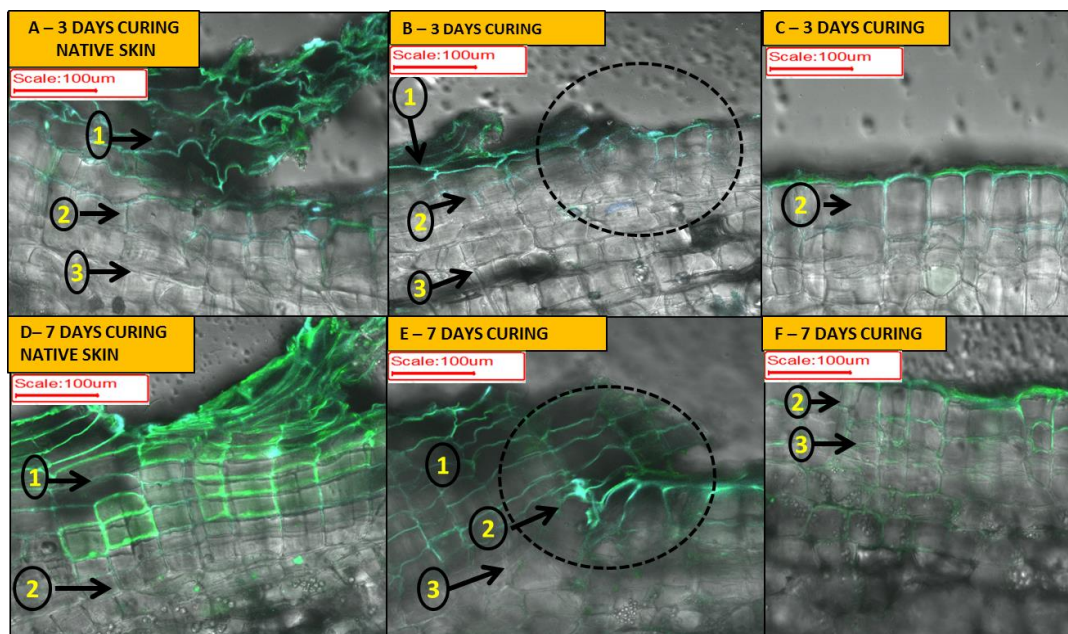 A – 3 DAYS CURING
NATIVE SKIN
Scale:100um
1
2
3
B – 3 DAYS CURING
Scale:100um
1
2
3
C – 3 DAYS CURING
Scale:100um
2
D– 7 DAYS CURING
NATIVE SKIN
Scale:100um
1
2
E – 7 DAYS CURING
Scale:100um
1
2
3
F – 7 DAYS CURING
Scale:100um
2
3